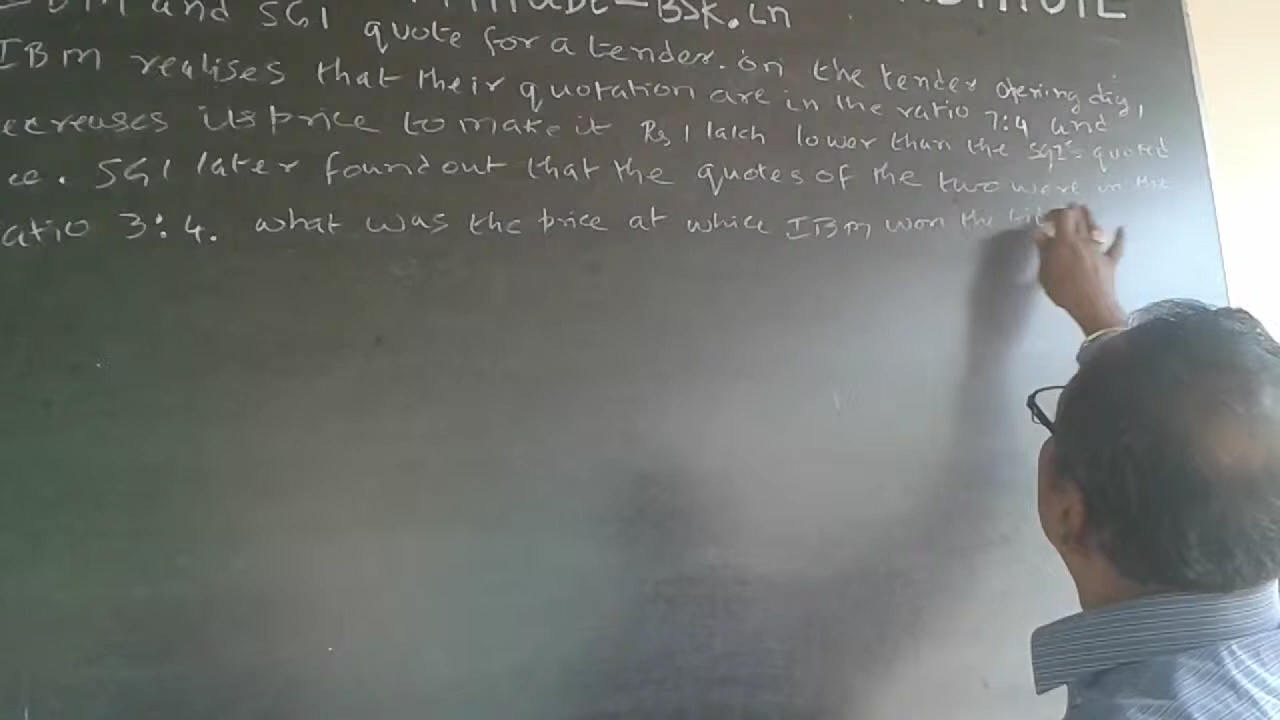 and SGI quote for a tender. on the tender opening day,
IBM realises that their quotation are in the ratio 7:4 and
ecreases its price to make it Rs 1 lakh lower than the SGI's quoted
ce. SGI later found out that the quotes of the two were in the
atio 3:4. what was the price at which IBM won the